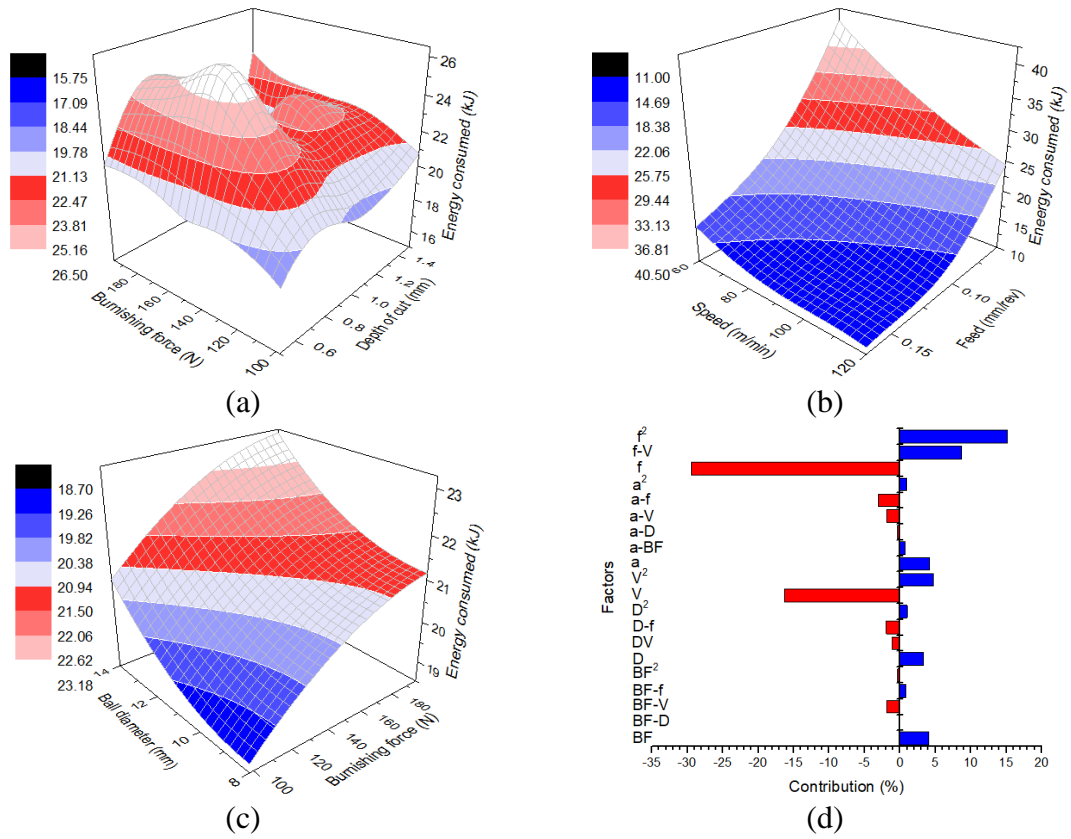 15.75
17.09
18.44
19.78
21.13
22.47
23.81
25.16
26.50
26
24
22
20
18
16
Energy consumed (kJ)
180
160
140
120
100
Burnishing force (N)
0.6
0.8
1.0
1.2
1.4
Depth of cut (mm)
(a)
11.00
14.69
18.38
22.06
25.75
29.44
33.13
36.81
40.50
40
35
30
25
20
15
10
Eneergy consumed (kJ)
60
80
100
120
Speed (m/min)
0.15
0.10
Feed (mm/rev)
(b)
18.70
19.26
19.82
20.38
20.94
21.50
22.06
22.62
23.18
23
22
21
20
19
Energy consumed (kJ)
14
12
10
8
Ball diameter (mm)
100
120
140
160
180
Burnishing force (N)
(c)
f²
f-V
f
a²
a-f
a-V
a-D
a-BF
a
V²
V
D²
D-f
DV
D
BF²
BF-f
BF-V
BF-D
BF
Factors
-35 -30 -25 -20 -15 -10 -5 0 5 10 15 20
Contribution (%)
(d)